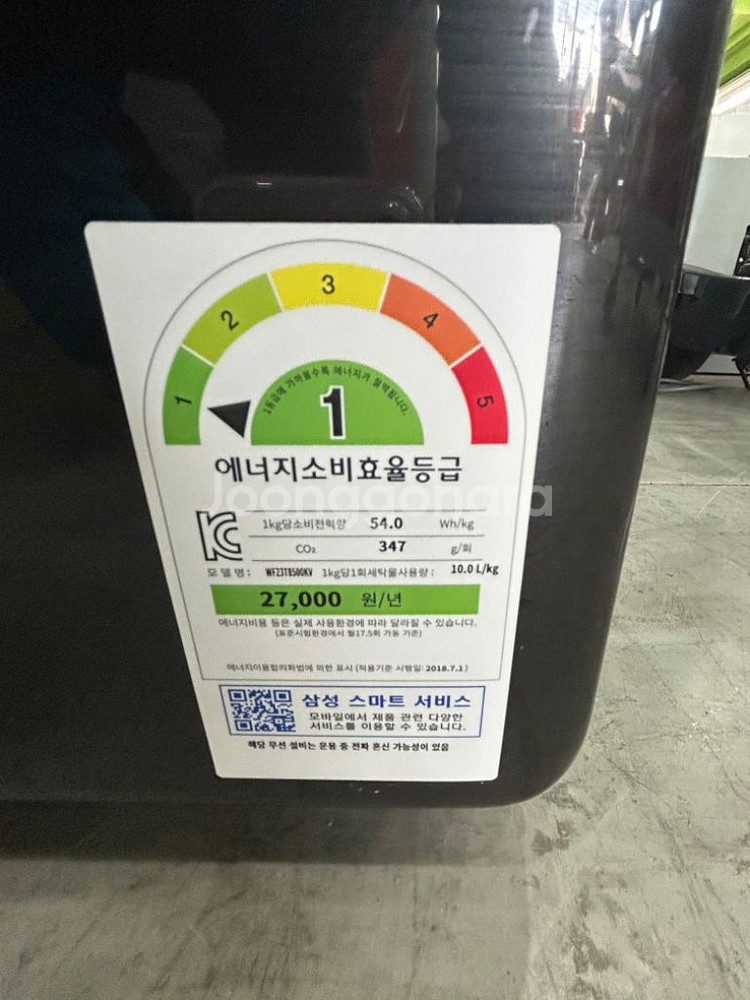 1 2 3 4 5
1등급에 가까울수록 에너지가 절약됩니다.
1
에너지소비효율등급
Joonggonara
1kg당소비전력량 54.0 Wh/kg
CO₂ 347 g/회
모 델 명 : WF23T8500KV 1kg당1회세탁물사용량 : 10.0 L/kg
27,000 원/년
에너지비용 등은 실제 사용환경에 따라 달라질 수 있습니다.
(표준시험환경에서 월17.5회 가동 기준)
에너지이용합리화법에 의한 표시 (적용기준 시행일: 2018.7.1)
삼성 스마트 서비스
모바일에서 제품 관련 다양한
서비스를 이용할 수 있습니다.
해당 무선 설비는 운용 중 전파 혼신 가능성이 있음